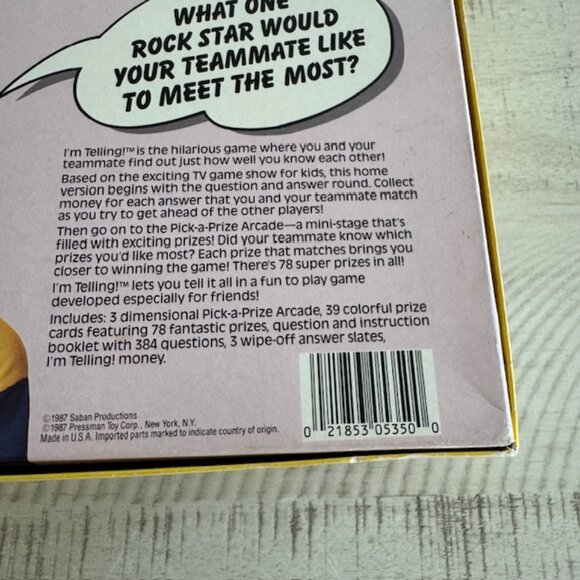 WHAT ONE
ROCK STAR WOULD
YOUR TEAMMATE LIKE
TO MEET THE MOST?
I'm Telling!™ is the hilarious game where you and your
teammate find out just how well you know each other!
Based on the exciting TV game show for kids, this home
version begins with the question and answer round. Collect
money for each answer that you and your teammate match
as you try to get ahead of the other players!
Then go on to the Pick-a-Prize Arcade—a mini-stage that's
filled with exciting prizes! Did your teammate know which
prizes you'd like most? Each prize that matches brings you
closer to winning the game! There's 78 super prizes in all!
I'm Telling!™ lets you tell it all in a fun to play game
developed especially for friends!
Includes: 3 dimensional Pick-a-Prize Arcade, 39 colorful prize
cards featuring 78 fantastic prizes, question and instruction
booklet with 384 questions, 3 wipe-off answer slates,
I'm Telling! money.
©1987 Saban Productions
©1987 Pressman Toy Corp., New York, N.Y.
Made in U.S.A. Imported parts marked to indicate country of origin.
0 21853 05350 0